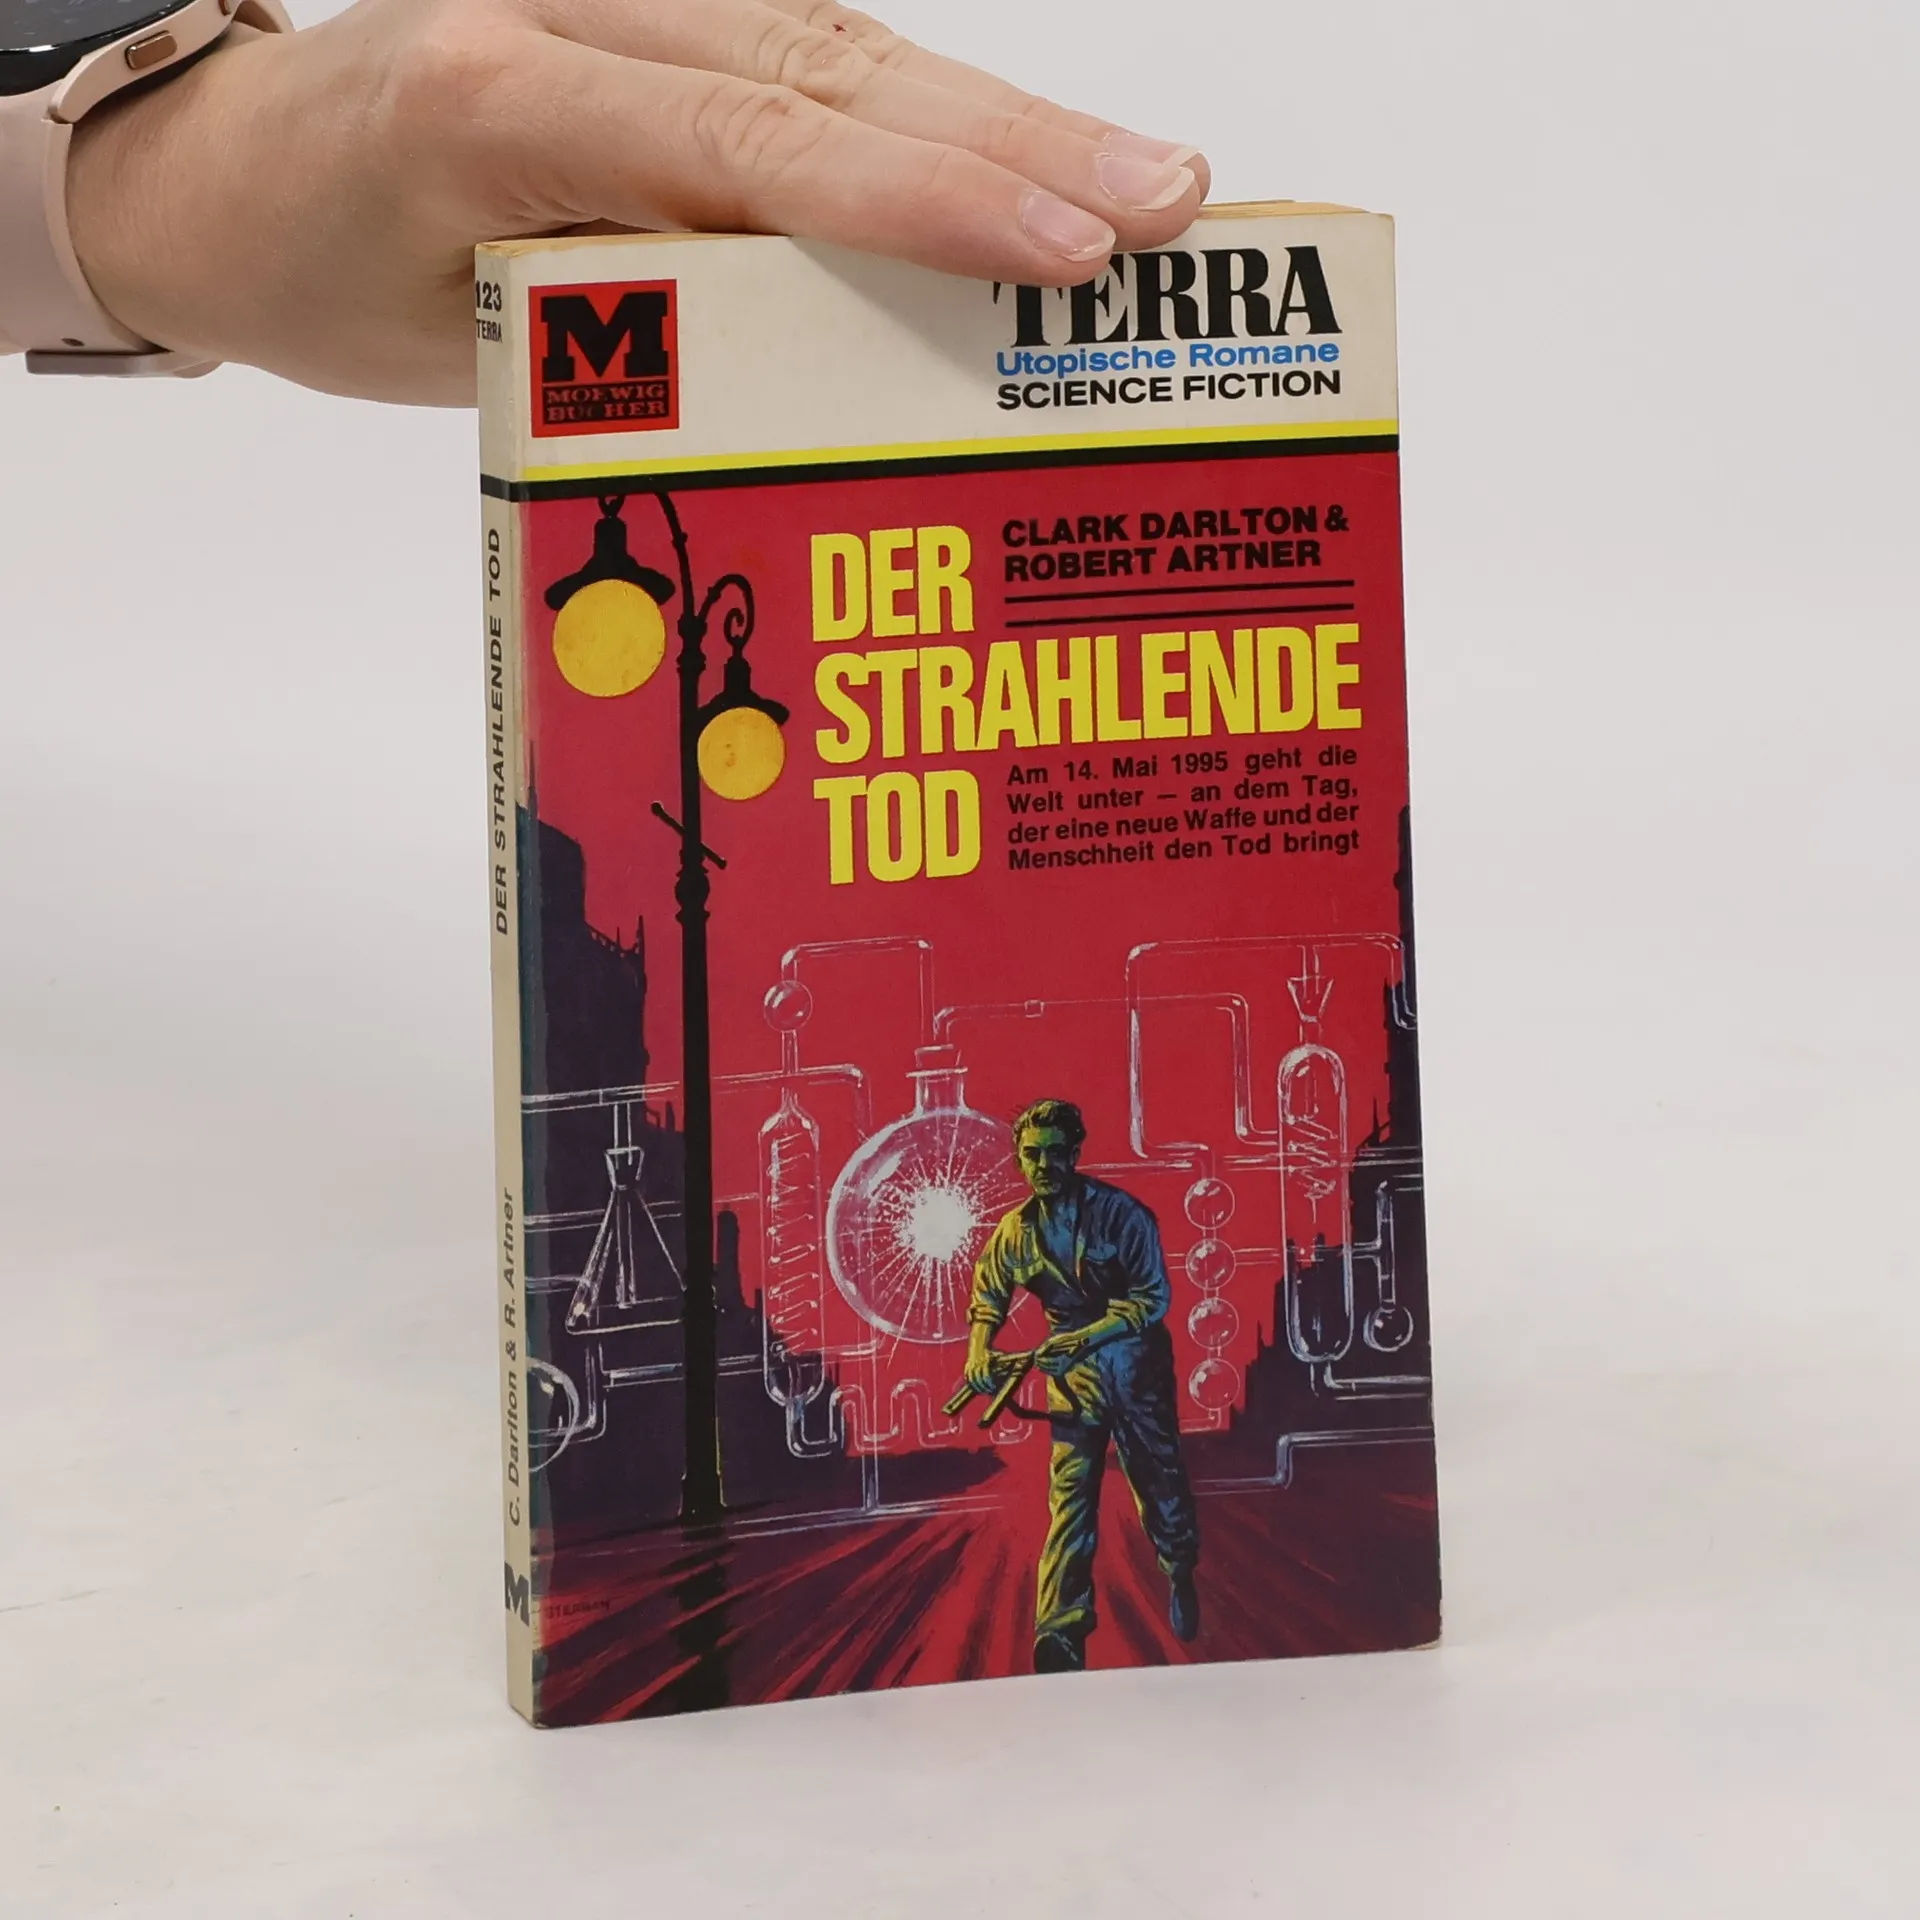 123
TERRA
DER STRAHLENDE TOD
C. Darlton & R. Artner
M
M
MOEWIG
BÜCHER
TERRA
Utopische Romane
SCIENCE FICTION
CLARK DARLTON &
ROBERT ARTNER
DER
STRAHLENDE
TOD
Am 14. Mai 1995 geht die
Welt unter — an dem Tag,
der eine neue Waffe und der
Menschheit den Tod bringt